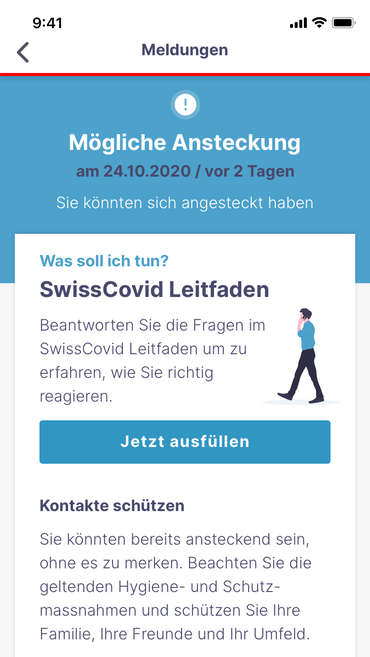 9:41
Meldungen
Mögliche Ansteckung
am 24.10.2020 / vor 2 Tagen
Sie könnten sich angesteckt haben
Was soll ich tun?
SwissCovid Leitfaden
Beantworten Sie die Fragen im
SwissCovid Leitfaden um zu
erfahren, wie Sie richtig
reagieren.
Jetzt ausfüllen
Kontakte schützen
Sie könnten bereits ansteckend sein,
ohne es zu merken. Beachten Sie die
geltenden Hygiene- und Schutz-
massnahmen und schützen Sie Ihre
Familie, Ihre Freunde und Ihr Umfeld.